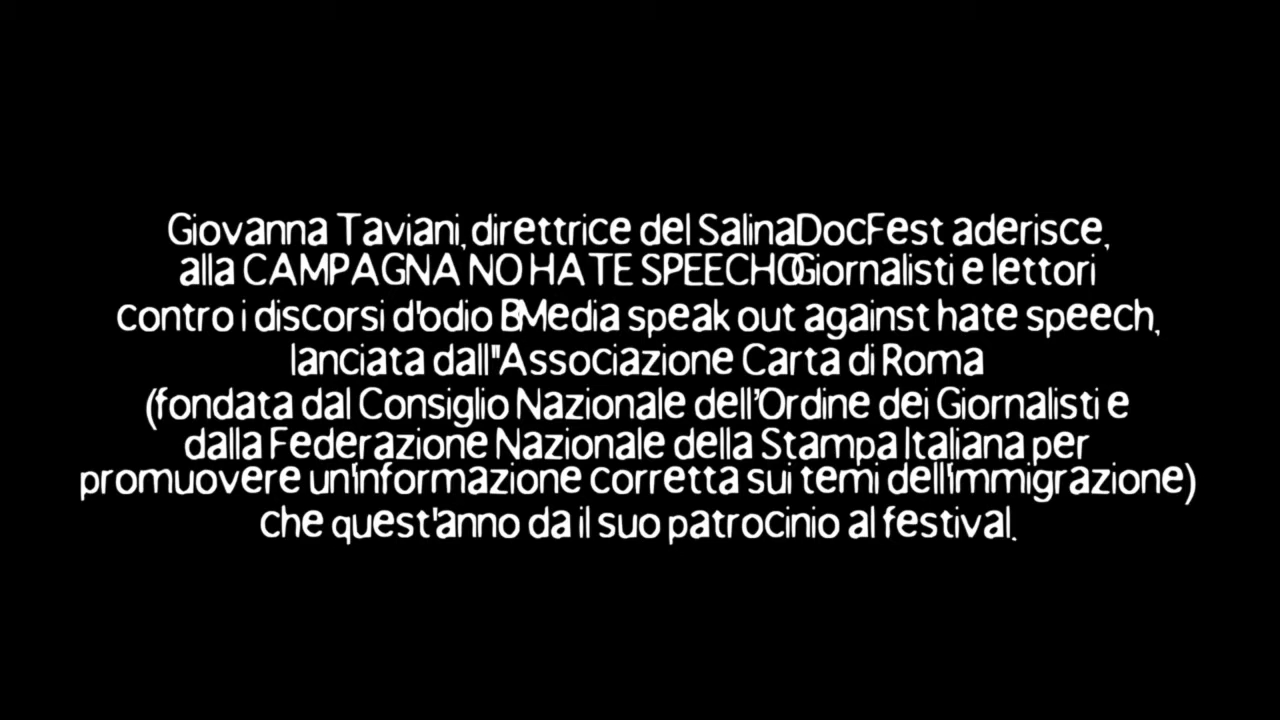 Giovanna Taviani, direttrice del SalinaDocFest aderisce,
alla CAMPAGNA NO HATE SPEECHO Giornalisti e lettori
contro i discorsi d'odio Media speak out against hate speech,
lanciata dall"Associazione Carta di Roma
(fondata dal Consiglio Nazionale dell'Ordine dei Giornalisti e
dalla Federazione Nazionale della Stampa Italiana per
promuovere un'informazione corretta sui temi dell'immigrazione)
che quest'anno da il suo patrocinio al festival.